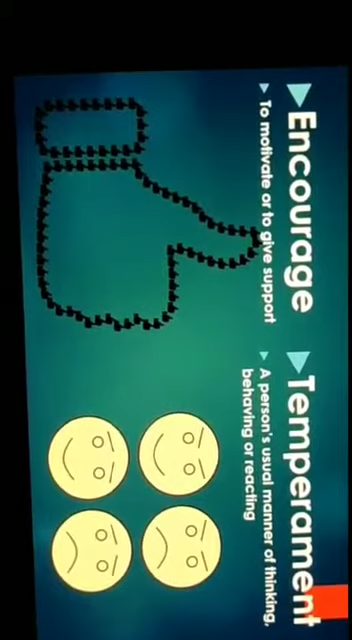 Encourage
To motivate or to give support
Temperament
A person's usual manner of thinking,
behaving or reacting